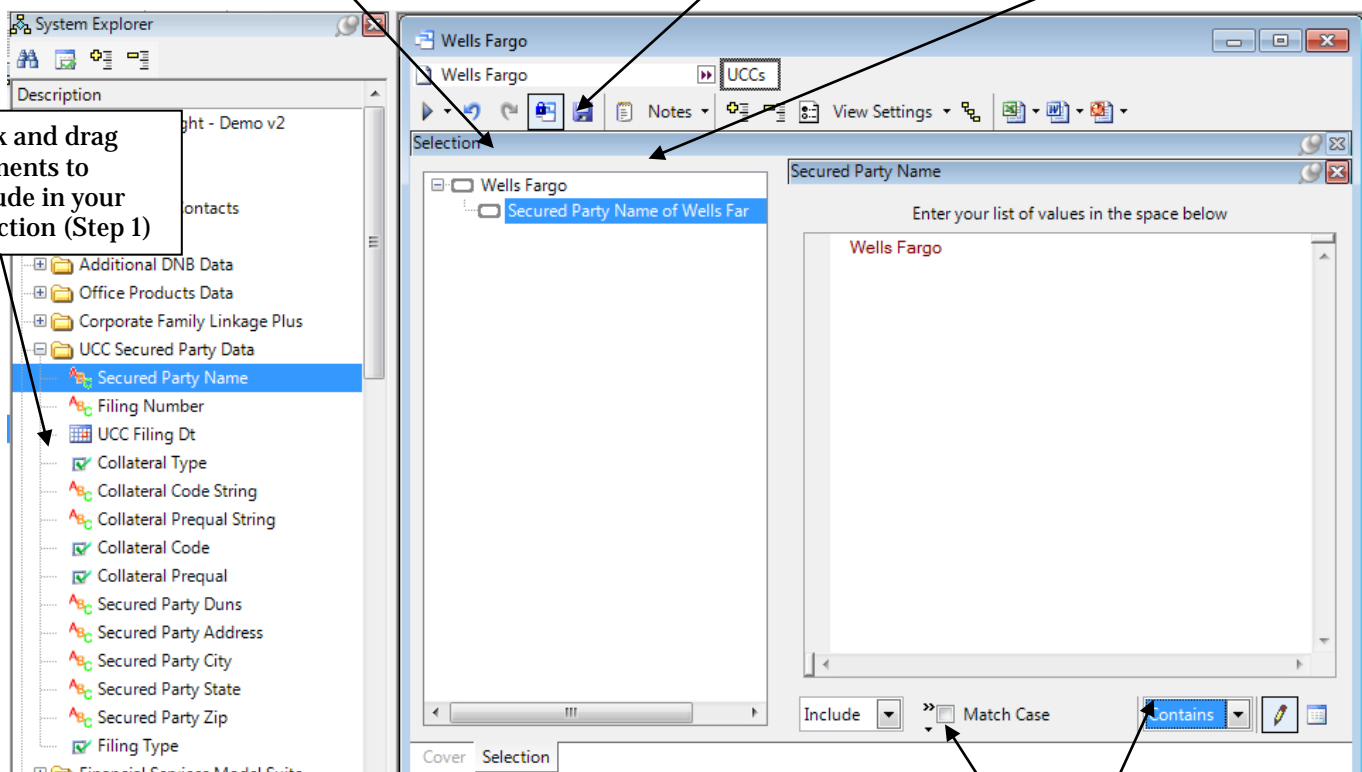 System Explorer
Description
ght - Demo v2
k and drag
ments to
ude in your
ction (Step 1)
ontacts
Additional DNB Data
Office Products Data
Corporate Family Linkage Plus
UCC Secured Party Data
Secured Party Name
Filing Number
UCC Filing Dt
Collateral Type
Collateral Code String
Collateral Prequal String
Collateral Code
Collateral Prequal
Secured Party Duns
Secured Party Address
Secured Party City
Secured Party State
Secured Party Zip
Filing Type
Financial Services Model Suite
Wells Fargo
Wells Fargo UCCs
Notes View Settings
Selection
Wells Fargo
Secured Party Name of Wells Far
Secured Party Name
Enter your list of values in the space below
Wells Fargo
Include Match Case Contains
Cover Selection